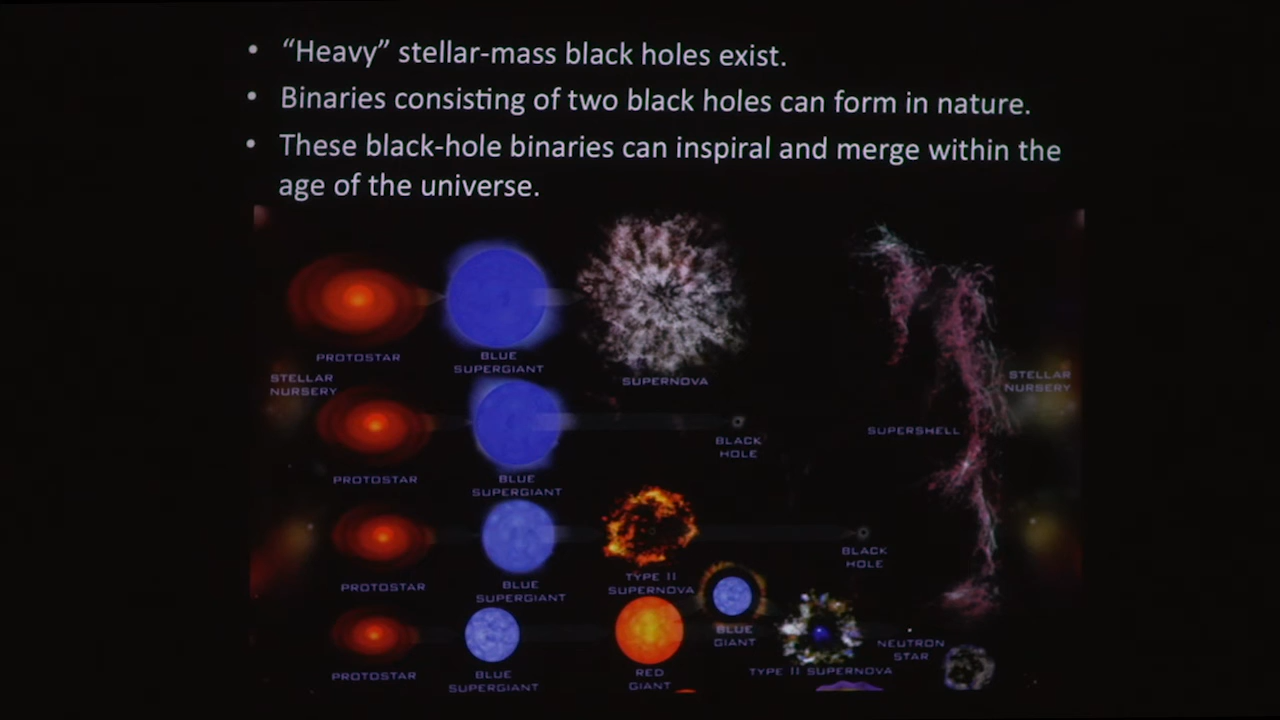 • “Heavy” stellar-mass black holes exist.
• Binaries consisting of two black holes can form in nature.
• These black-hole binaries can inspiral and merge within the
age of the universe.
PROTOSTAR
BLUE
SUPERGIANT
SUPERNOVA
STELLAR
NURSERY
STELLAR
NURSERY
PROTOSTAR
BLUE
SUPERGIANT
BLACK
HOLE
SUPERSHELL
PROTOSTAR
BLUE
SUPERGIANT
TYPE II
SUPERNOVA
BLACK
HOLE
PROTOSTAR
BLUE
SUPERGIANT
RED
GIANT
BLUE
GIANT
TYPE II SUPERNOVA
NEUTRON
STAR